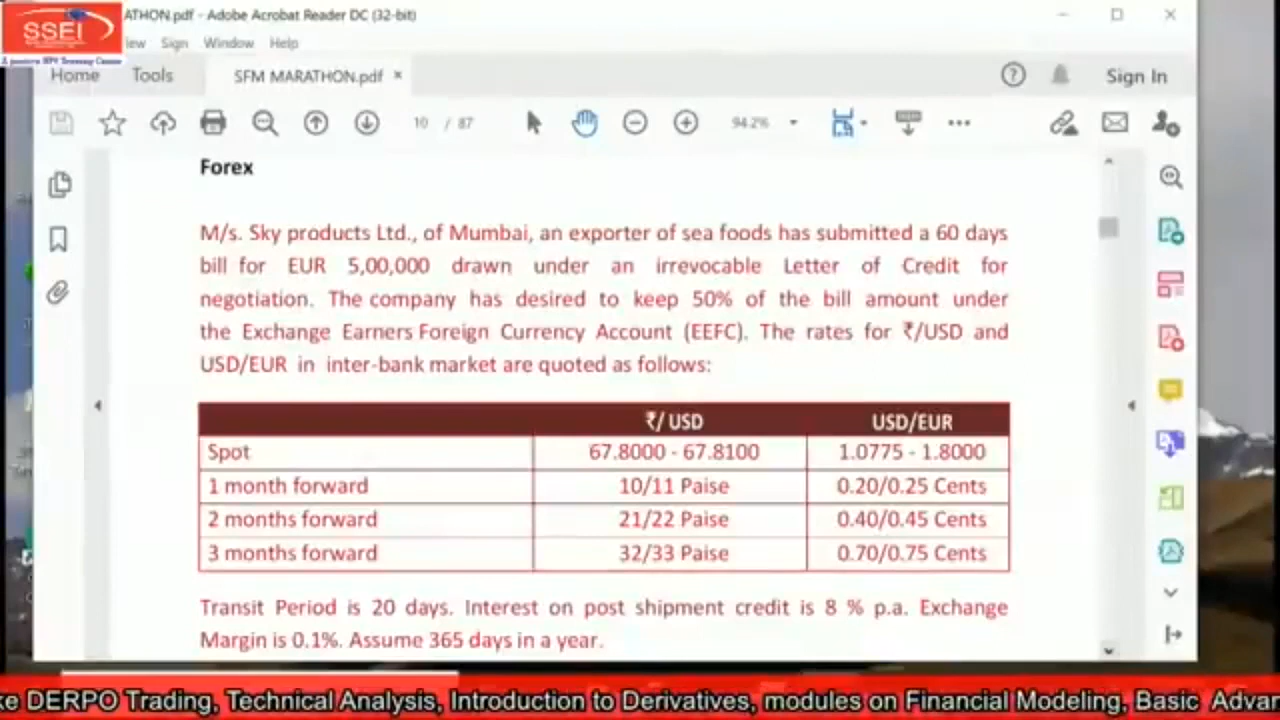 SSEI
ATHON.pdf - Adobe Acrobat Reader DC (32-bit)
iew Sign Window Help
Home Tools SFM MARATHON.pdf × Sign In
10 / 87 94.2%
Forex
M/s. Sky products Ltd., of Mumbai, an exporter of sea foods has submitted a 60 days
bill for EUR 5,00,000 drawn under an irrevocable Letter of Credit for
negotiation. The company has desired to keep 50% of the bill amount under
the Exchange Earners Foreign Currency Account (EEFC). The rates for ₹/USD and
USD/EUR in inter-bank market are quoted as follows:
₹/ USD USD/EUR
Spot 67.8000 - 67.8100 1.0775 - 1.8000
1 month forward 10/11 Paise 0.20/0.25 Cents
2 months forward 21/22 Paise 0.40/0.45 Cents
3 months forward 32/33 Paise 0.70/0.75 Cents
Transit Period is 20 days. Interest on post shipment credit is 8 % p.a. Exchange
Margin is 0.1%. Assume 365 days in a year.
ke DERPO Trading, Technical Analysis, Introduction to Derivatives, modules on Financial Modeling, Basic Advan